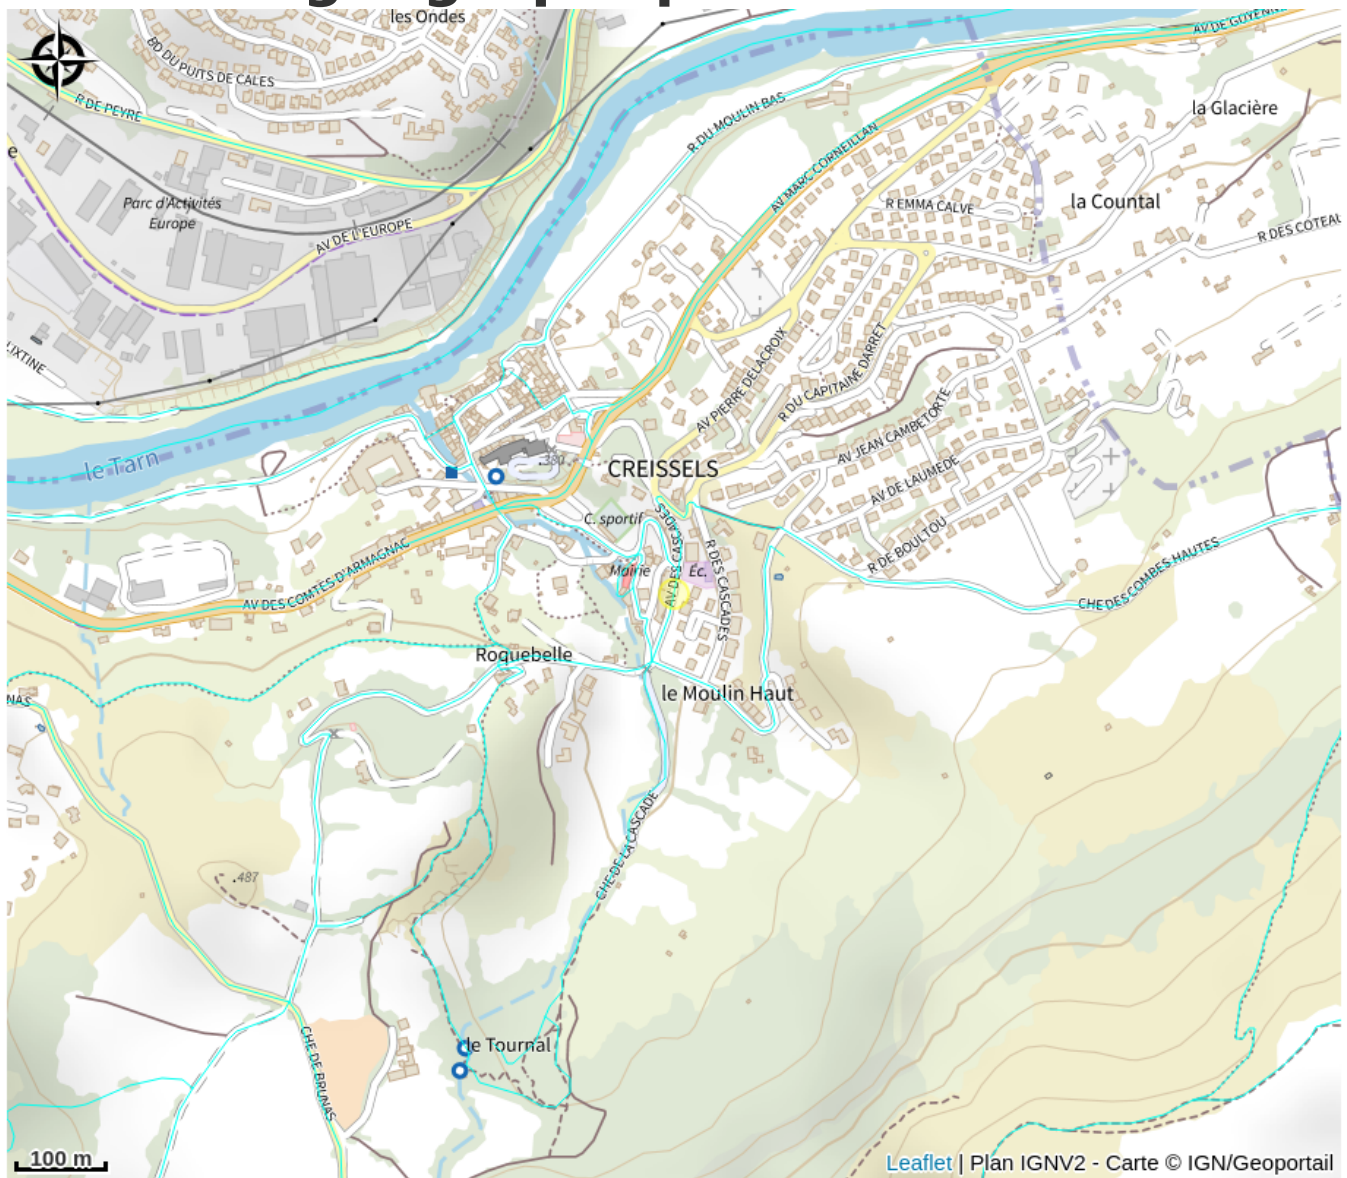 les Ondes
AV DE GUYENNE
BD DU PUITS DE CALES
R DE PEYRE
la Glacière
R DU MOULIN BAS
e
AV MARC CORNEILLAN
Parc d'Activités
Europe
la Countal
R EMMA CALVE
AV DE L'EUROPE
R DES COTEAU
UXTINE
AV PIERRE DELACROIX
R DU CAPITAINE DARRET
AV JEAN CAMBETORTE
le Tarn
.380
CREISSELS
AV DE LAUMEDE
C. sportif
AV DES CASCADES
R DE BOULTOU
R DES CASCADES
Mairie
Éc.
AV DES COMTES D'ARMAGNAC
CHE DES COMBES HAUTES
Roquebelle
le Moulin Haut
NAS
CHE DE LA CASCADE
.487
le Tournal
CHE DE BRUNAS
100 m
Leaflet | Plan IGNV2 - Carte © IGN/Geoportail